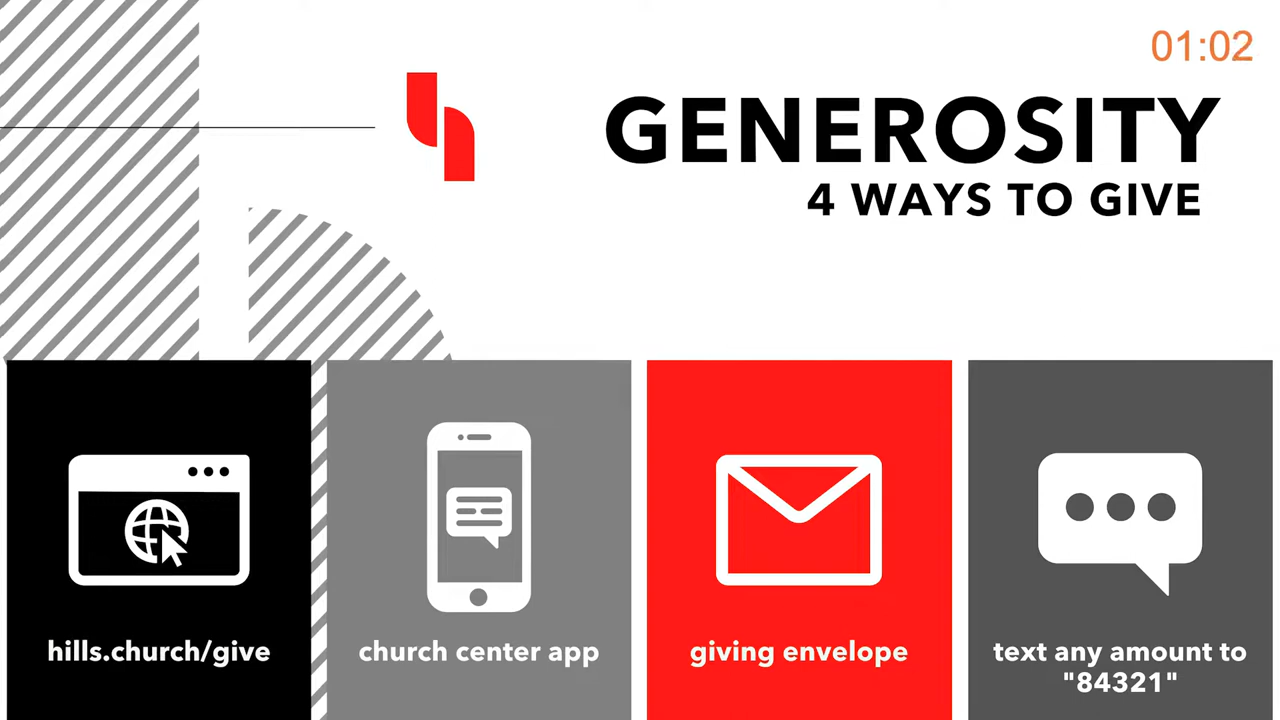 01:02
GENEROSITY
4 WAYS TO GIVE
hills.church/give
church center app
giving envelope
text any amount to
"84321"